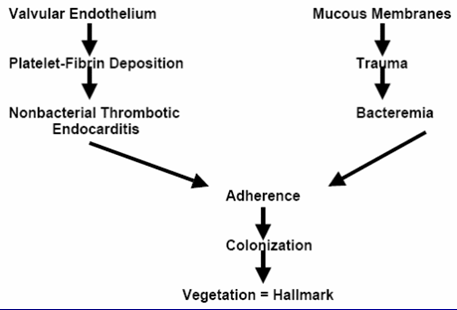 Valvular Endothelium
Platelet-Fibrin Deposition
Nonbacterial Thrombotic
Endocarditis
Mucous Membranes
Trauma
Bacteremia
Adherence
Colonization
Vegetation = Hallmark